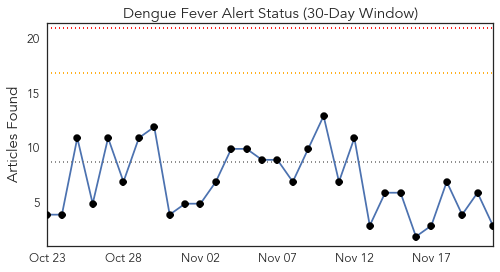 Dengue Fever Alert Status (30-Day Window)
Articles Found
20
15
10
5
Oct 23 Oct 28 Nov 02 Nov 07 Nov 12 Nov 17